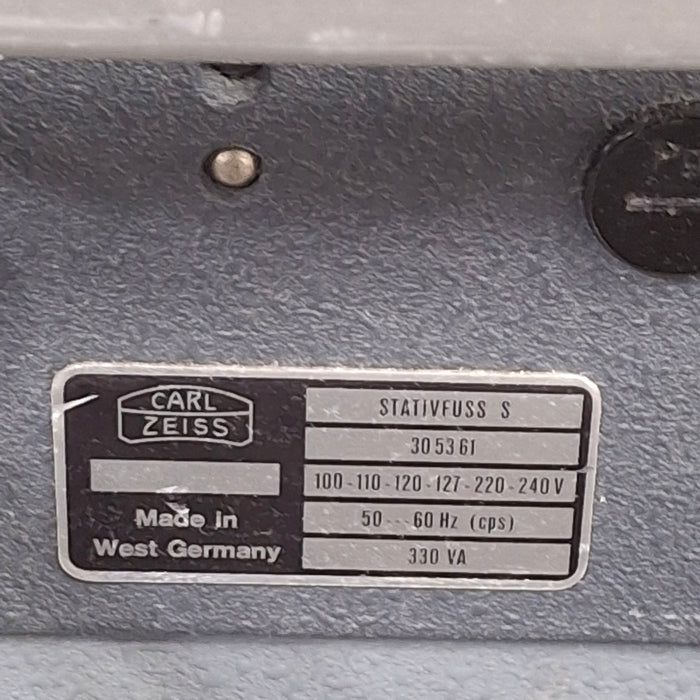 CARL
ZEISS
Made in
West Germany
STATIVFUSS S
30 53 61
100-110-120-127-220-240 V
50 --- 60 Hz (cps)
330 VA